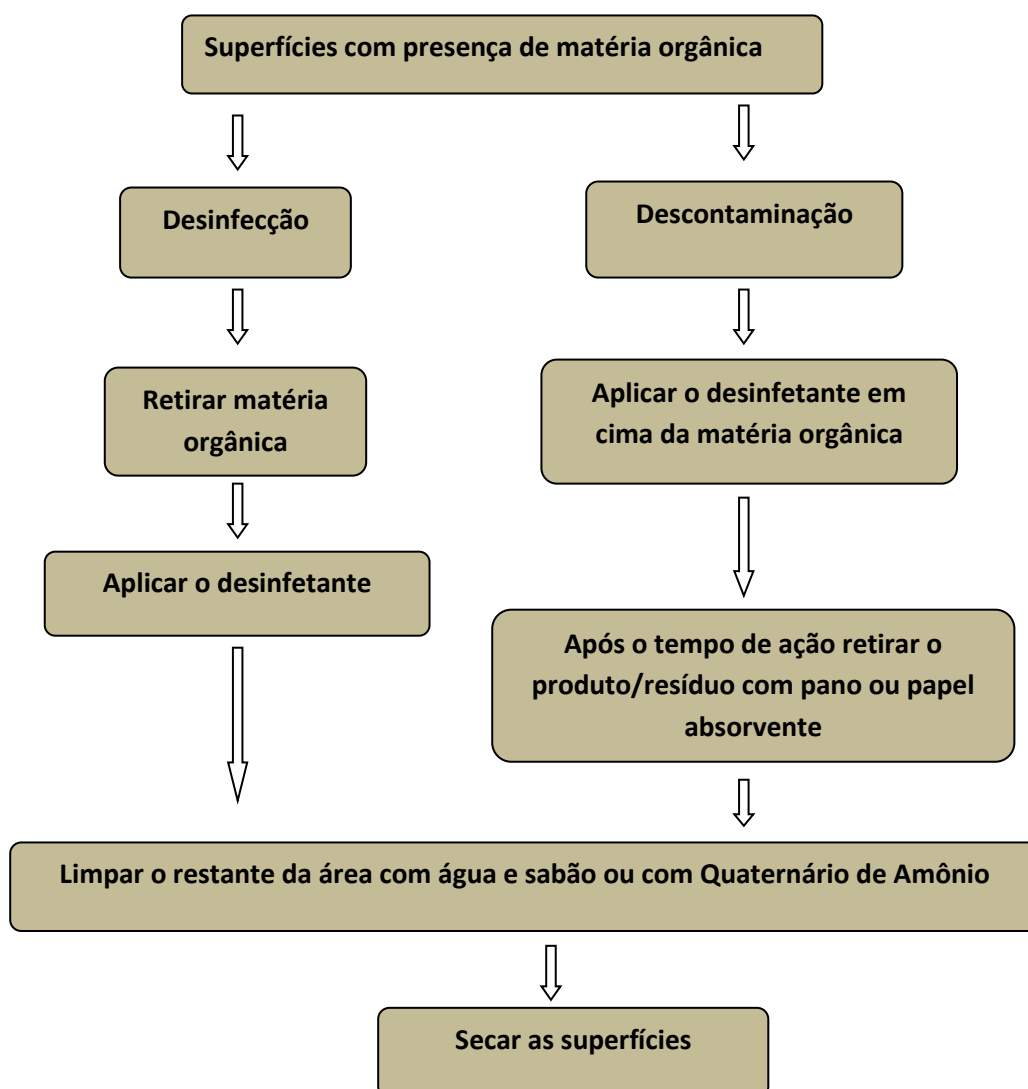 Superfícies com presença de matéria orgânica
Desinfecção
Descontaminação
Retirar matéria
orgânica
Aplicar o desinfetante em
cima da matéria orgânica
Aplicar o desinfetante
Após o tempo de ação retirar o
produto/resíduo com pano ou papel
absorvente
Limpar o restante da área com água e sabão ou com Quaternário de Amônio
Secar as superfícies